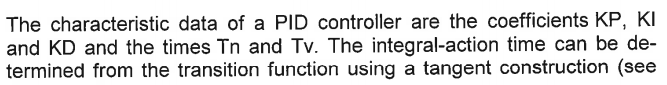 The characteristic data of a PID controller are the coefficients KP, KI
and KD and the times Tn and Tv. The integral-action time can be de-
termined from the transition function using a tangent construction (see